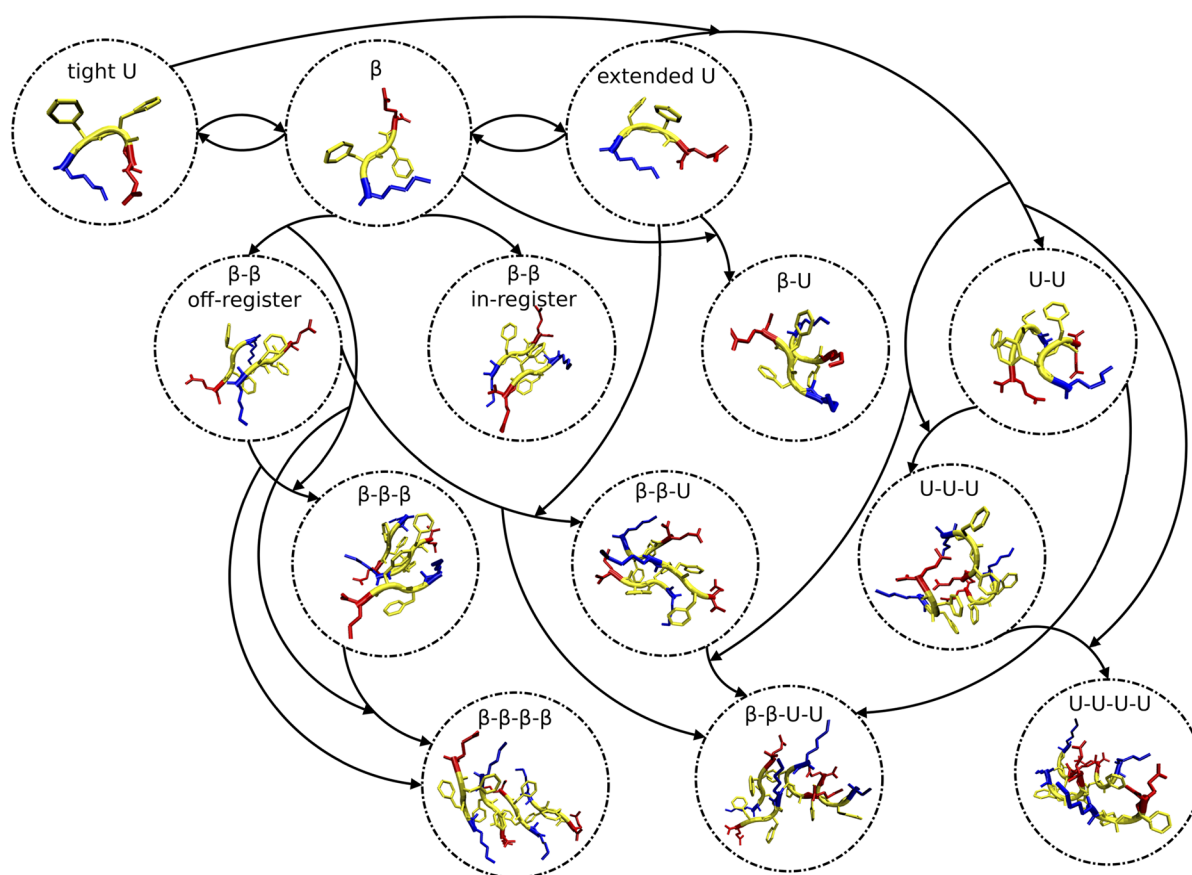 tight U
β
extended U
β-β
off-register
β-β
in-register
β-U
U-U
β-β-β
β-β-U
U-U-U
β-β-β-β
β-β-U-U
U-U-U-U